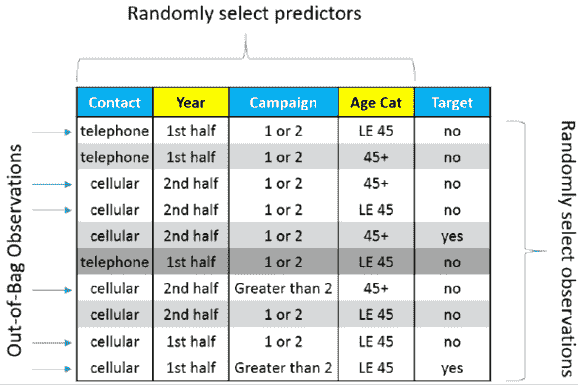 Randomly select predictors
Contact Year Campaign Age Cat Target
telephone 1st half 1 or 2 LE 45 no
telephone 1st half 1 or 2 45+ no
cellular 2nd half 1 or 2 45+ no
cellular 2nd half 1 or 2 LE 45 no
cellular 2nd half 1 or 2 45+ yes
telephone 1st half 1 or 2 LE 45 no
cellular 2nd half Greater than 2 45+ no
cellular 2nd half 1 or 2 LE 45 no
cellular 1st half 1 or 2 LE 45 no
cellular 1st half Greater than 2 LE 45 yes
Out-of-Bag Observations
Randomly select observations